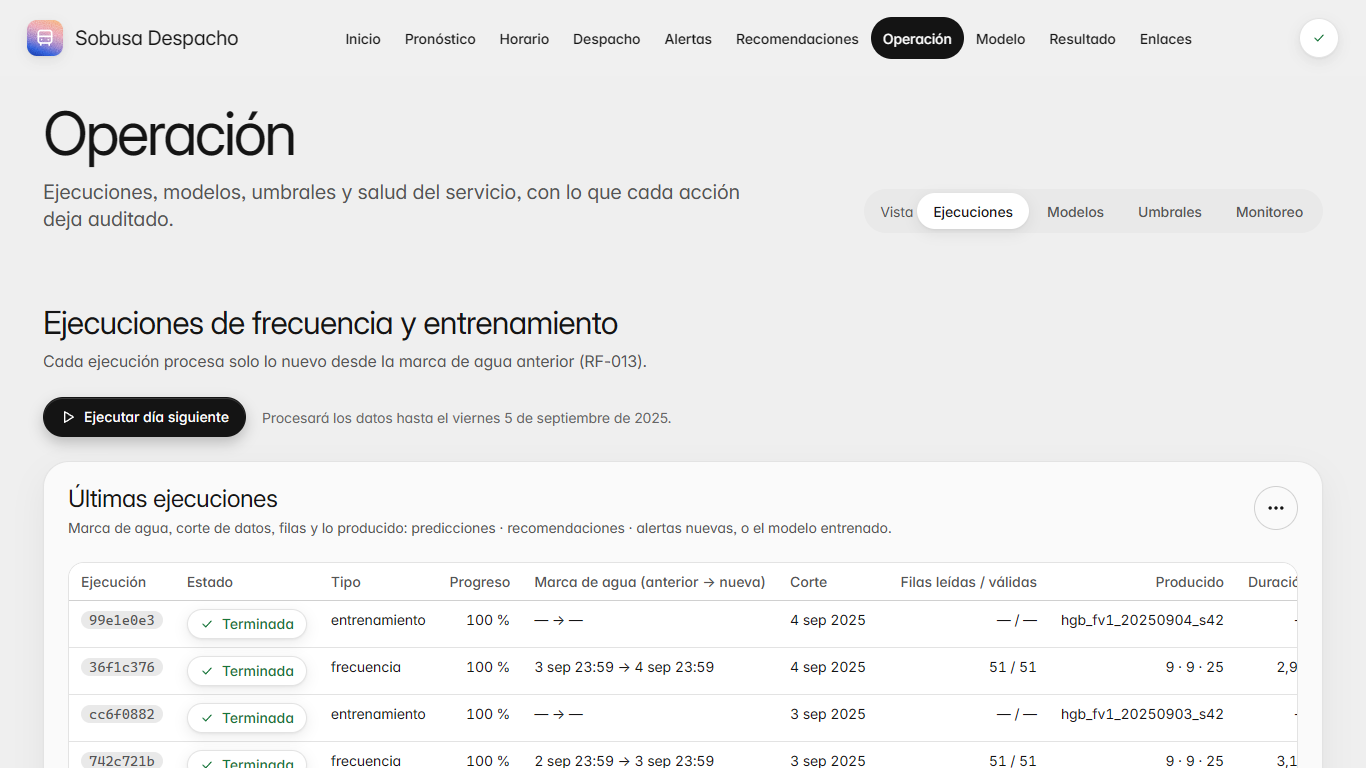 Sobusa Despacho
Inicio Pronóstico Horario Despacho Alertas Recomendaciones Operación Modelo Resultado Enlaces
Operación
Ejecuciones, modelos, umbrales y salud del servicio, con lo que cada acción
deja auditado.
Vista Ejecuciones Modelos Umbrales Monitoreo
Ejecuciones de frecuencia y entrenamiento
Cada ejecución procesa solo lo nuevo desde la marca de agua anterior (RF-013).
Ejecutar día siguiente Procesará los datos hasta el viernes 5 de septiembre de 2025.
Últimas ejecuciones
Marca de agua, corte de datos, filas y lo producido: predicciones · recomendaciones · alertas nuevas, o el modelo entrenado.
Ejecución Estado Tipo Progreso Marca de agua (anterior → nueva) Corte Filas leídas / válidas Producido
99e1e0e3 Terminada entrenamiento 100 % — → — 4 sep 2025 — / — hgb_fv1_20250904_s42
36f1c376 Terminada frecuencia 100 % 3 sep 23:59 → 4 sep 23:59 4 sep 2025 51 / 51 9 · 9 · 25 2,9
cc6f0882 Terminada entrenamiento 100 % — → — 3 sep 2025 — / — hgb_fv1_20250903_s42
742c721b Terminada frecuencia 100 % 2 sep 23:59 → 3 sep 23:59 3 sep 2025 51 / 51 9 · 9 · 25 3,1